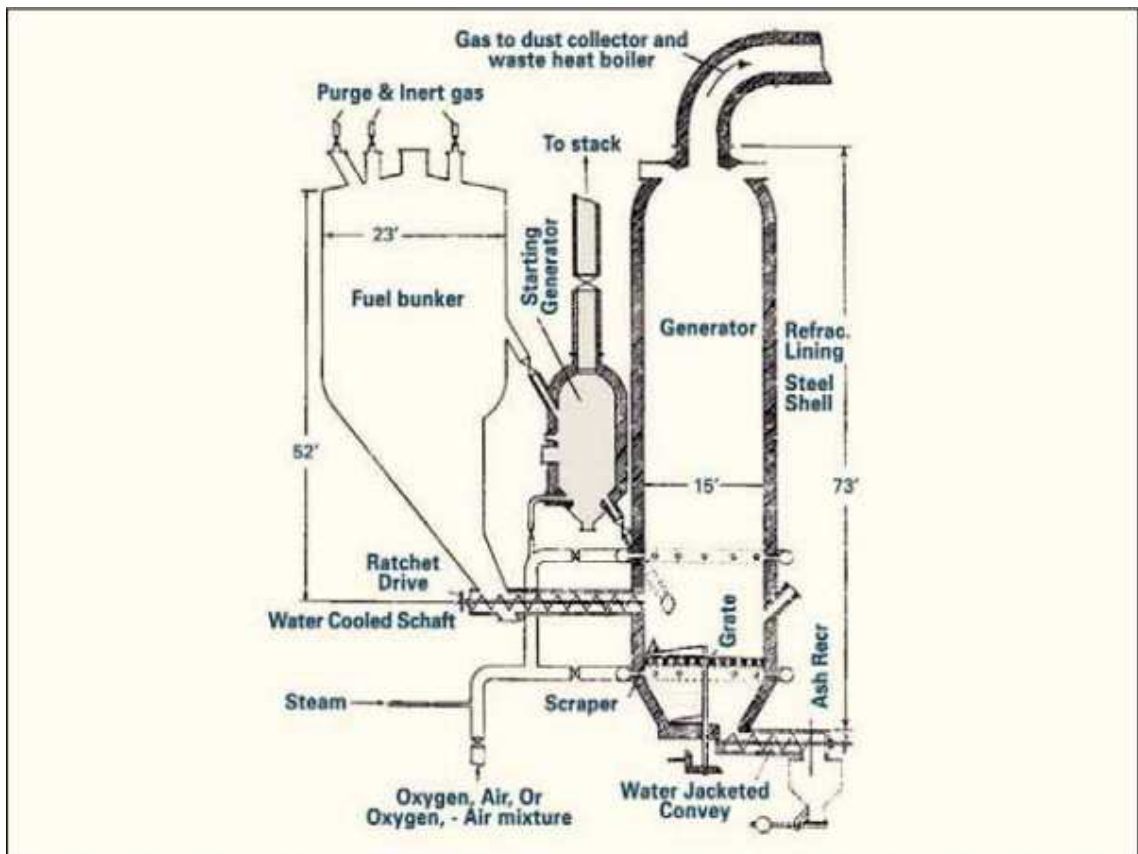 Gas to dust collector and
waste heat boiler
Purge & Inert gas
To stack
23'
Starting
Generator
Fuel bunker
Generator
Refrac.
Lining
Steel
Shell
52'
15'
73'
Ratchet
Drive
Water Cooled Schaft
Grate
Ash Recr
Steam
Scraper
Oxygen, Air, Or
Oxygen, - Air mixture
Water Jacketed
Convey